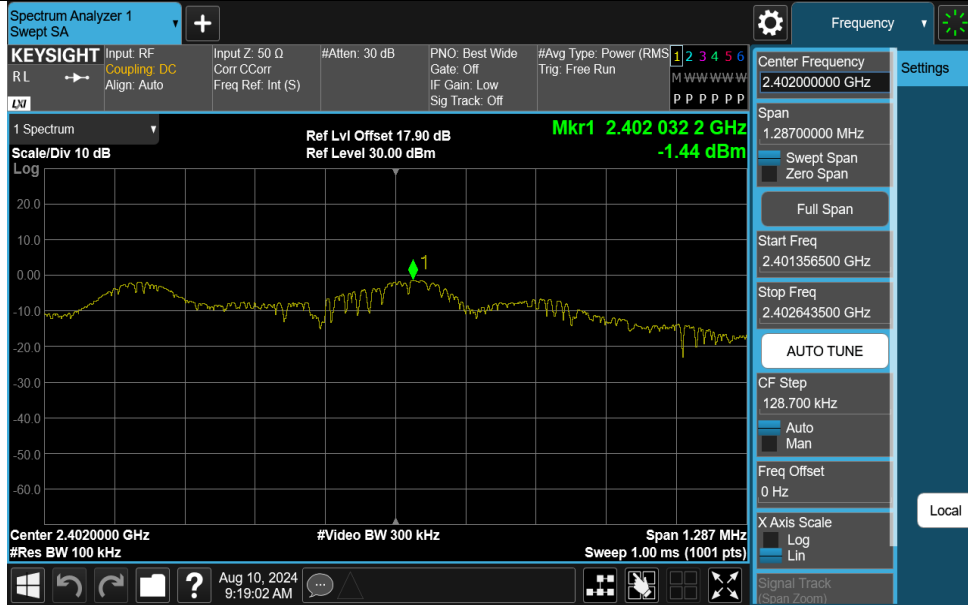 Spectrum Analyzer 1
Swept SA
Frequency
KEYSIGHT
R L
LXI
Input: RF
Coupling: DC
Align: Auto
Input Z: 50 Ω
Corr CCorr
Freq Ref: Int (S)
#Atten: 30 dB
PNO: Best Wide
Gate: Off
IF Gain: Low
Sig Track: Off
#Avg Type: Power (RMS
Trig: Free Run
1 2 3 4 5 6
M W W W W W
P P P P P P
1 Spectrum
Scale/Div 10 dB
Log
Ref Lvl Offset 17.90 dB
Ref Level 30.00 dBm
Mkr1 2.402 032 2 GHz
-1.44 dBm
20.0
10.0
0.00
-10.0
-20.0
-30.0
-40.0
-50.0
-60.0
1
Center 2.4020000 GHz
#Res BW 100 kHz
#Video BW 300 kHz
Span 1.287 MHz
Sweep 1.00 ms (1001 pts)
Aug 10, 2024
9:19:02 AM
Center Frequency
2.402000000 GHz
Span
1.28700000 MHz
Swept Span
Zero Span
Full Span
Start Freq
2.401356500 GHz
Stop Freq
2.402643500 GHz
AUTO TUNE
CF Step
128.700 kHz
Auto
Man
Freq Offset
0 Hz
X Axis Scale
Log
Lin
Signal Track
(Span Zoom)
Settings
Local